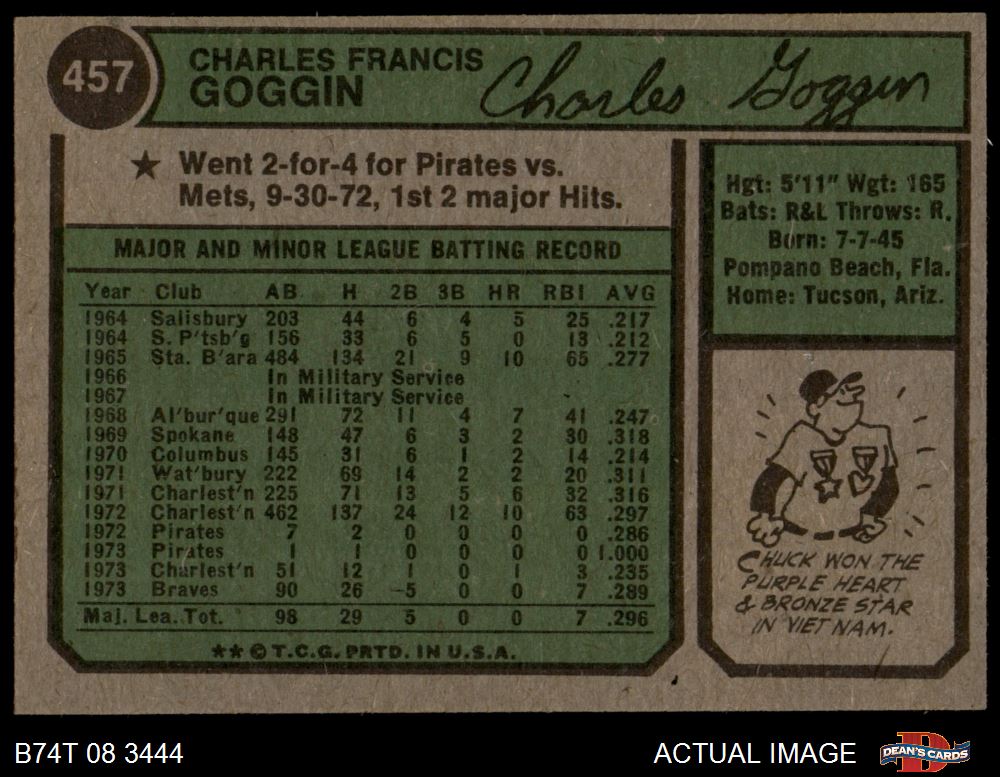 457
CHARLES FRANCIS
GOGGIN
Charles Goggin
★ Went 2-for-4 for Pirates vs.
Mets, 9-30-72, 1st 2 major Hits.
MAJOR AND MINOR LEAGUE BATTING RECORD
Year Club AB H 2B 3B HR RBI AVG
1964 Salisbury 203 44 6 4 5 25 .217
1964 S. P'tsb'g 156 33 6 5 0 13 .212
1965 Sta. B'ara 484 134 21 9 10 65 .277
1966 In Military Service
1967 In Military Service
1968 Al'bur'que 291 72 11 4 7 41 .247
1969 Spokane 148 47 6 3 2 30 .318
1970 Columbus 145 31 6 1 2 14 .214
1971 Wat'bury 222 69 14 2 2 20 .311
1971 Charlest'n 225 71 13 5 6 32 .316
1972 Charlest'n 462 137 24 12 10 63 .297
1972 Pirates 7 2 0 0 0 0 .286
1973 Pirates 1 1 0 0 0 0 1.000
1973 Charlest'n 51 12 1 0 1 3 .235
1973 Braves 90 26 5 0 0 7 .289
Maj. Lea. Tot. 98 29 5 0 0 7 .296
** © T.C.G. PRTD. IN U.S.A.
Hgt: 5'11" Wgt: 165
Bats: R&L Throws: R.
Born: 7-7-45
Pompano Beach, Fla.
Home: Tucson, Ariz.
CHUCK WON THE
PURPLE HEART
& BRONZE STAR
IN VIET NAM.
B74T 08 3444
ACTUAL IMAGE
DEAN'S CARDS